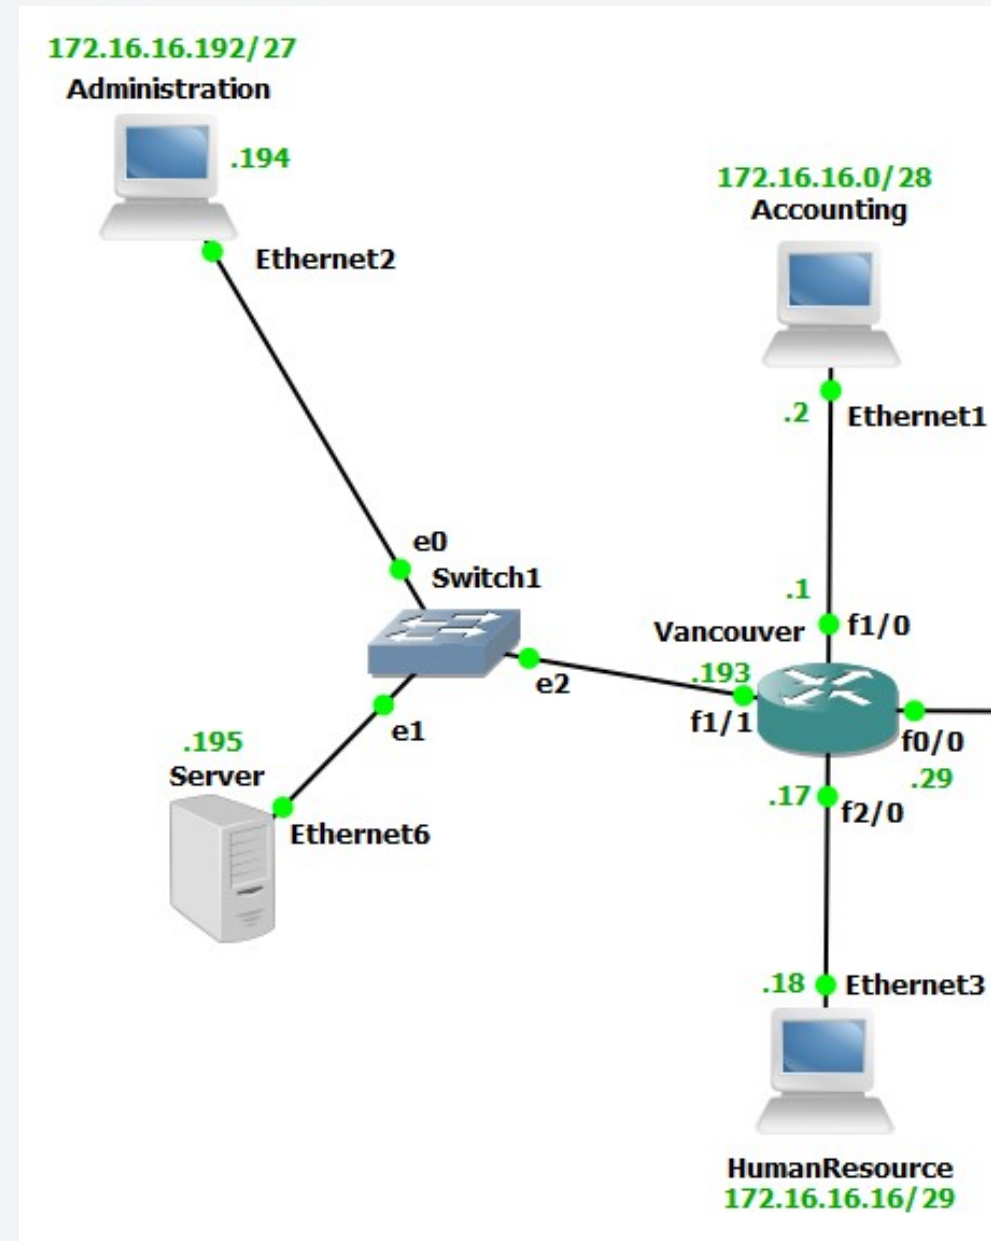 172.16.16.192/27
Administration
.194
Ethernet2
172.16.16.0/28
Accounting
.2
Ethernet1
e0
Switch1
.1
Vancouver
f1/0
.193
e2
f1/1
e1
f0/0
.29
.195
Server
.17
f2/0
Ethernet6
.18
Ethernet3
HumanResource
172.16.16.16/29